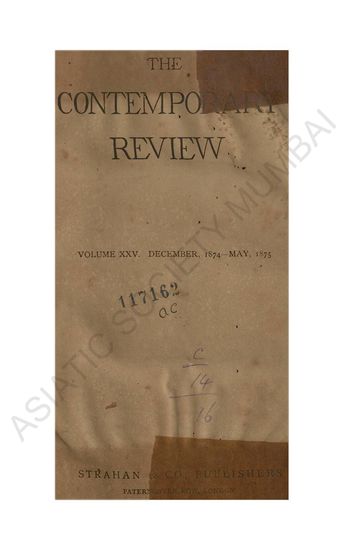 THE
CONTEMPORARY
REVIEW
VOLUME XXV. DECEMBER, 1874—MAY, 1875
117162
ac
C
14
16
STRAHAN & CO., PUBLISHERS
PATERNOSTER ROW, LONDON
ASIATIC SOCIETY MUMBAI